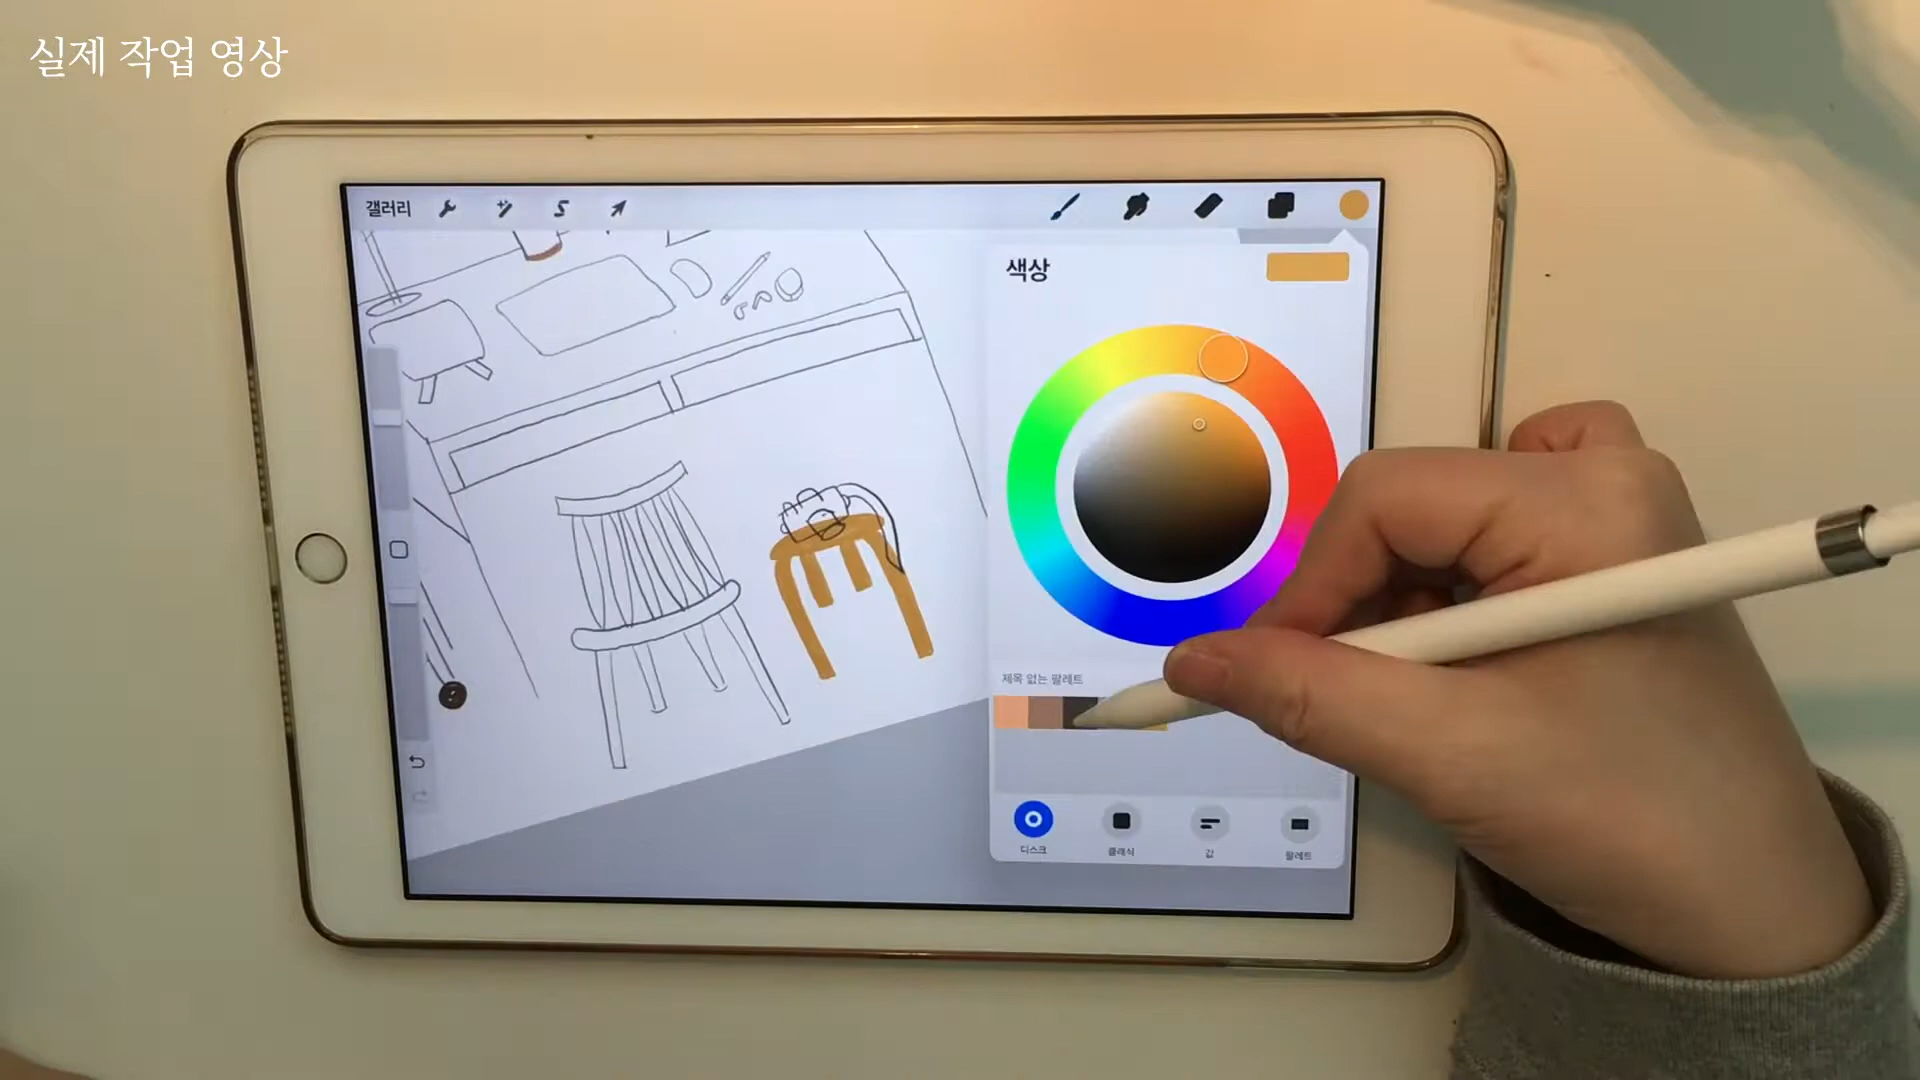 실제 작업 영상
갤러리
색상
제목 없는 팔레트
디스크
클래식
값
팔레트